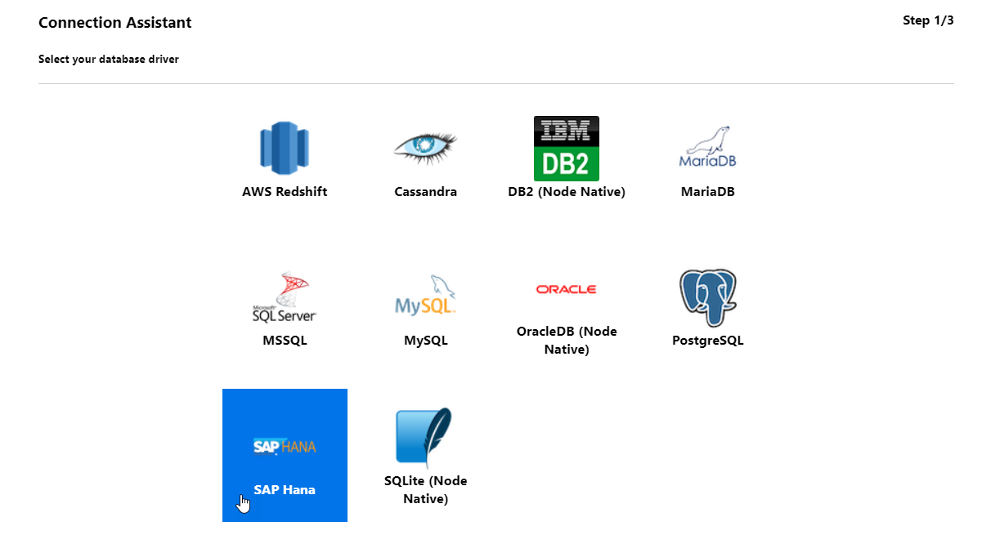 Connection Assistant
Step 1/3
Select your database driver
AWS Redshift
Cassandra
IBM
DB2
DB2 (Node Native)
MariaDB
MariaDB
Microsoft
SQL Server
MSSQL
MySQL
MySQL
ORACLE
OracleDB (Node
Native)
PostgreSQL
SAP HANA
SAP Hana
SQLite (Node
Native)